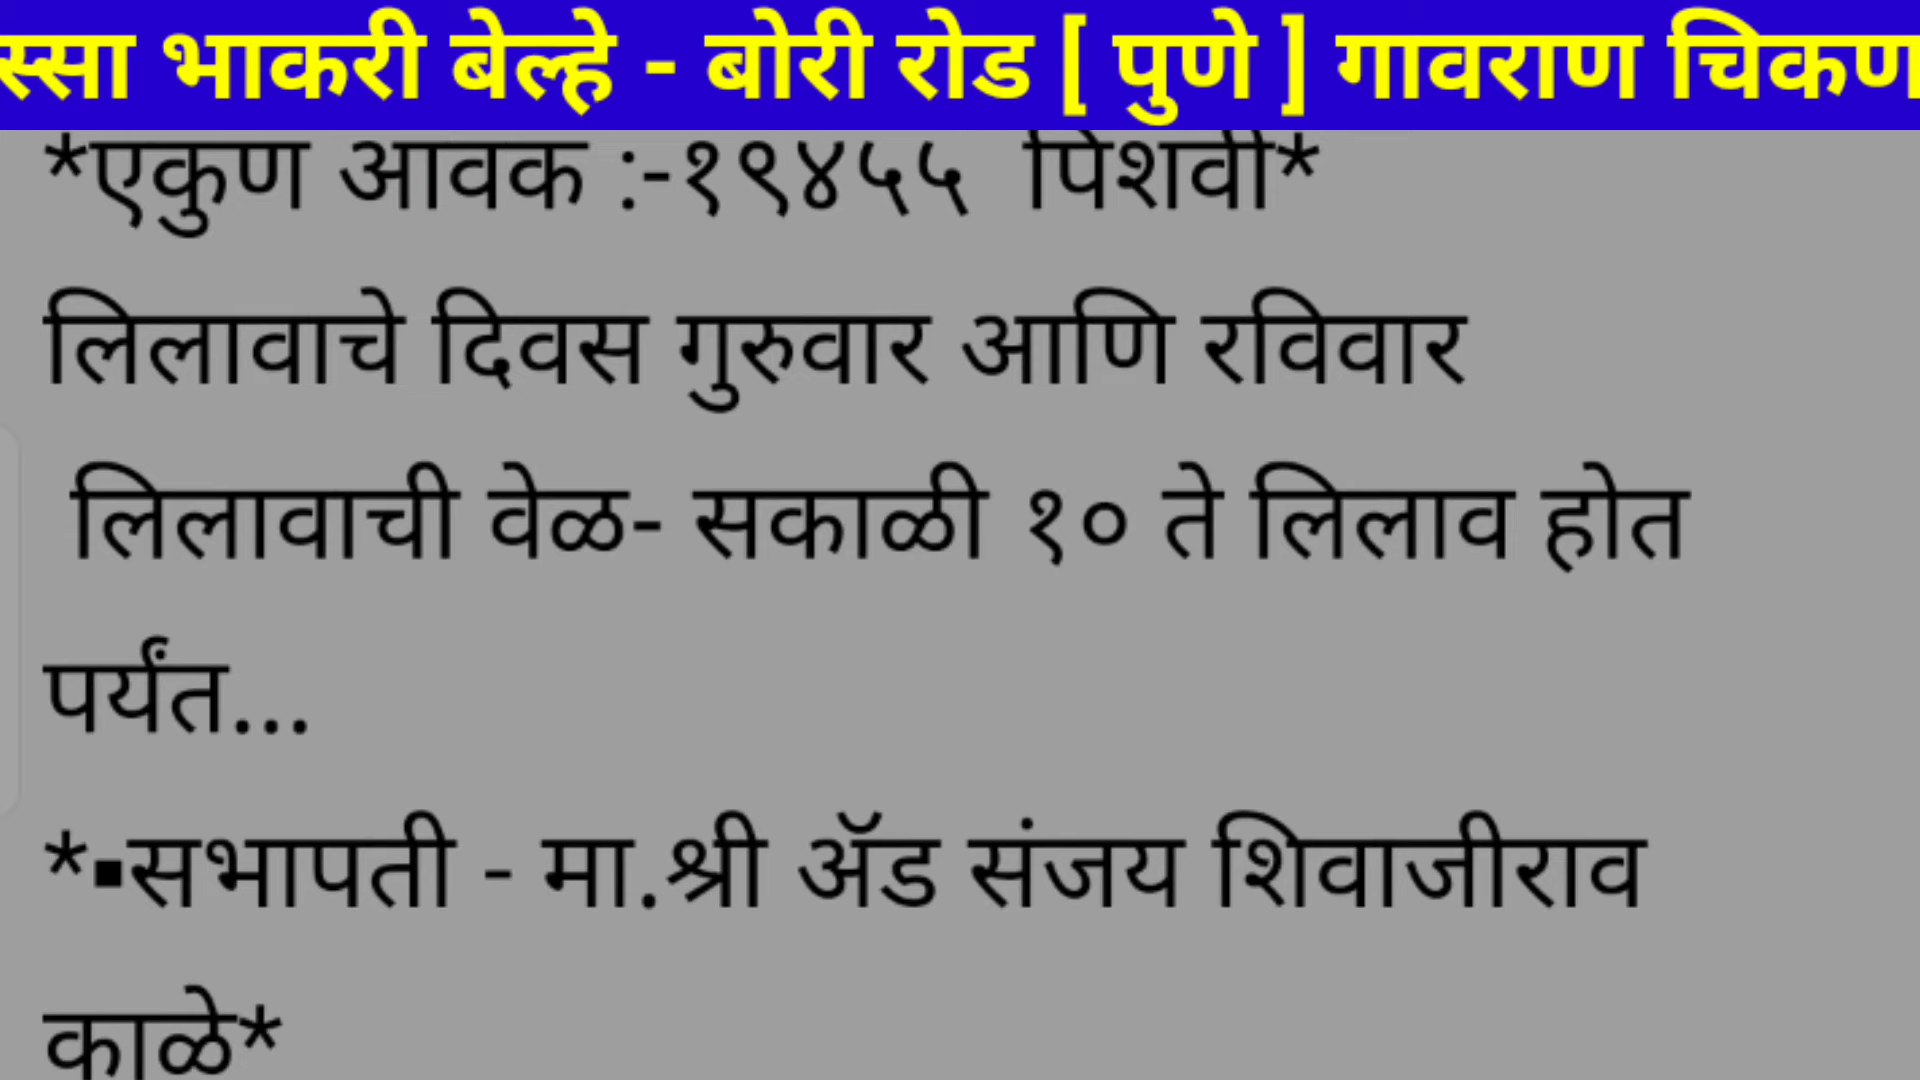 स्सा भाकरी बेल्हे - बोरी रोड [ पुणे ] गावराण चिकण
*एकुण आवक :-१९४५५ पिशवी*
लिलावाचे दिवस गुरुवार आणि रविवार
लिलावाची वेळ- सकाळी १० ते लिलाव होत
पर्यंत...
*▪सभापती - मा.श्री ॲड संजय शिवाजीराव
काळे*